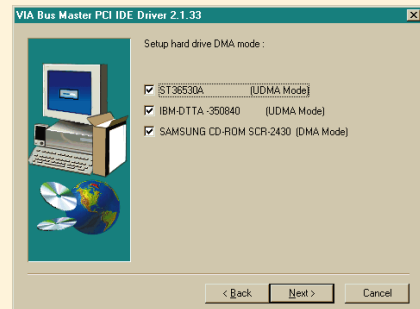 VIA Bus Master PCI IDE Driver 2.1.33
Setup hard drive DMA mode :
ST36530A (UDMA Mode)
IBM-DTTA -350840 (UDMA Mode)
SAMSUNG CD-ROM SCR-2430 (DMA Mode)
< Back Next > Cancel